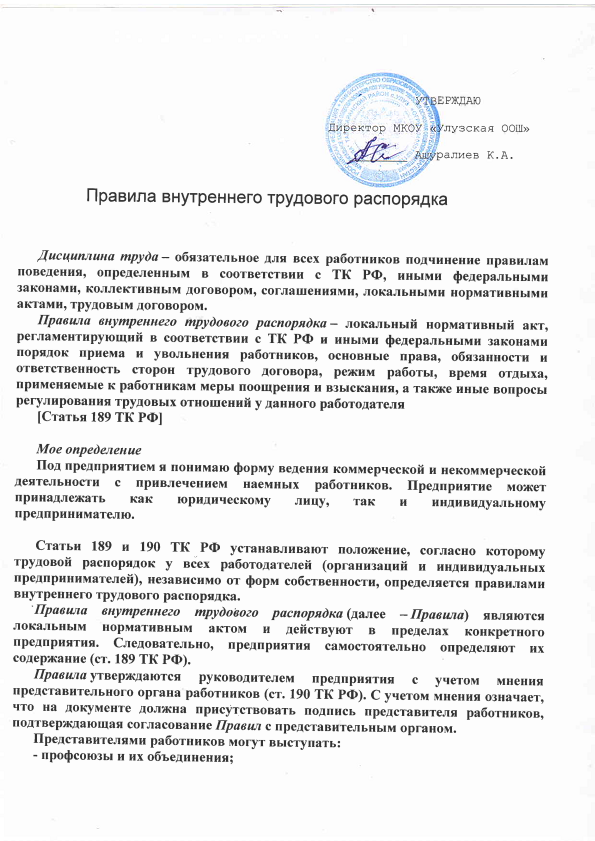 УТВЕРЖДАЮ
Директор МКОУ «Улузская ООШ»
Ашуралиев К.А.
Правила внутреннего трудового распорядка
Дисциплина труда – обязательное для всех работников подчинение правилам
поведения, определенным в соответствии с ТК РФ, иными федеральными
законами, коллективным договором, соглашениями, локальными нормативными
актами, трудовым договором.
Правила внутреннего трудового распорядка – локальный нормативный акт,
регламентирующий в соответствии с ТК РФ и иными федеральными законами
порядок приема и увольнения работников, основные права, обязанности и
ответственность сторон трудового договора, режим работы, время отдыха,
применяемые к работникам меры поощрения и взыскания, а также иные вопросы
регулирования трудовых отношений у данного работодателя
[Статья 189 ТК РФ]
Мое определение
Под предприятием я понимаю форму ведения коммерческой и некоммерческой
деятельности с привлечением наемных работников. Предприятие может
принадлежать как юридическому лицу, так и индивидуальному
предпринимателю.
Статьи 189 и 190 ТК РФ устанавливают положение, согласно которому
трудовой распорядок у всех работодателей (организаций и индивидуальных
предпринимателей), независимо от форм собственности, определяется правилами
внутреннего трудового распорядка.
Правила внутреннего трудового распорядка (далее – Правила) являются
локальным нормативным актом и действуют в пределах конкретного
предприятия. Следовательно, предприятия самостоятельно определяют их
содержание (ст. 189 ТК РФ).
Правила утверждаются руководителем предприятия с учетом мнения
представительного органа работников (ст. 190 ТК РФ). С учетом мнения означает,
что на документе должна присутствовать подпись представителя работников,
подтверждающая согласование Правил с представительным органом.
Представителями работников могут выступать:
- профсоюзы и их объединения;